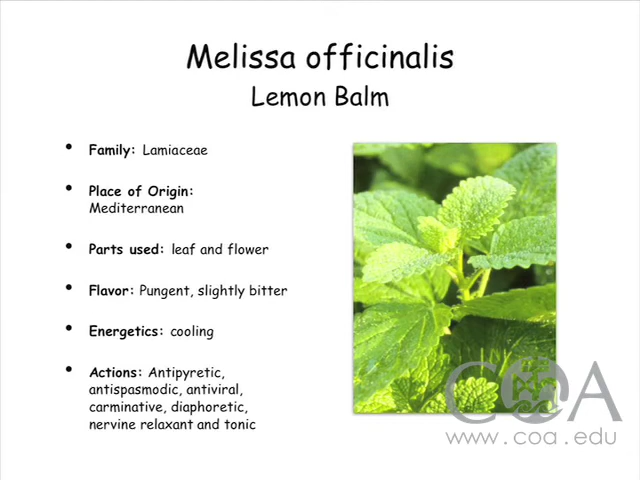 Melissa officinalis
Lemon Balm
• Family: Lamiaceae
• Place of Origin:
Mediterranean
• Parts used: leaf and flower
• Flavor: Pungent, slightly bitter
• Energetics: cooling
• Actions: Antipyretic,
antispasmodic, antiviral,
carminative, diaphoretic,
nervine relaxant and tonic
COA
www.coa.edu